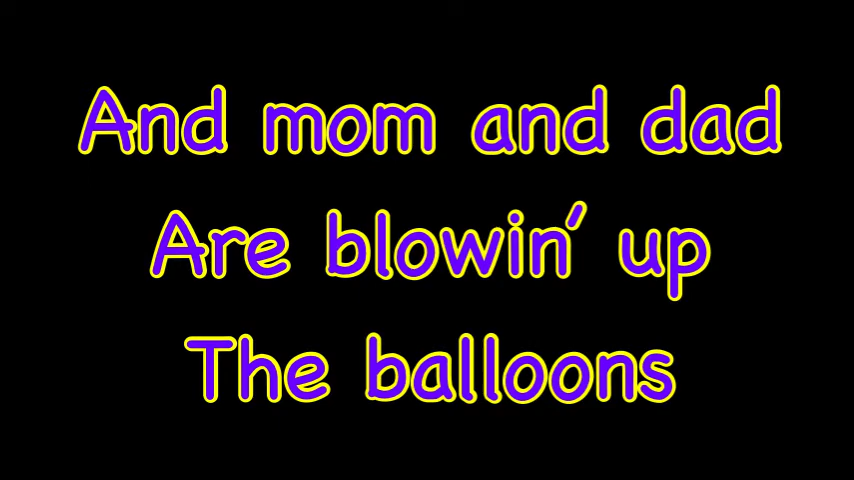 And mom and dad
Are blowin’ up
The balloons